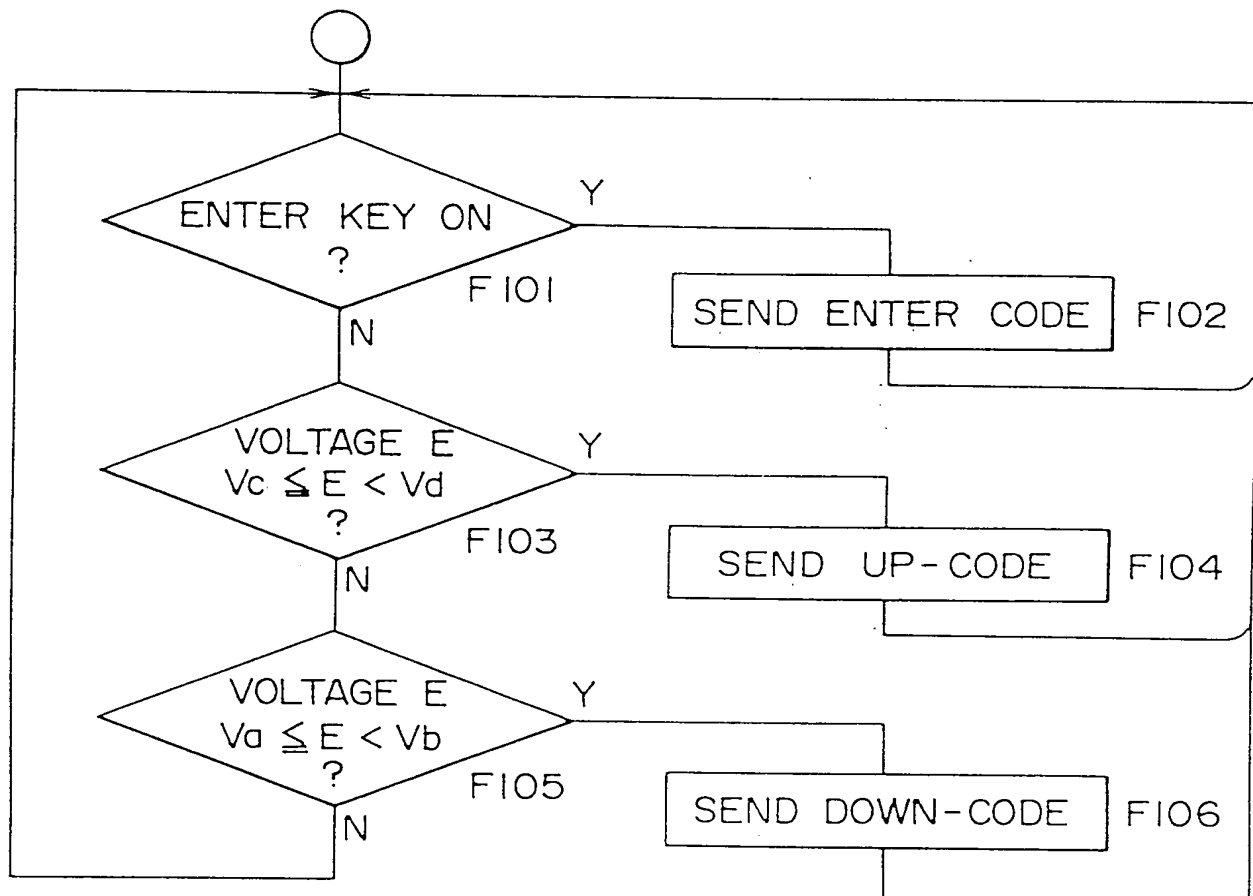 ENTER KEY ON
?
Y
F101
N
SEND ENTER CODE
F102
VOLTAGE E
Vc ≦ E < Vd
?
Y
F103
N
SEND UP-CODE
F104
VOLTAGE E
Va ≦ E < Vb
?
Y
F105
N
SEND DOWN-CODE
F106